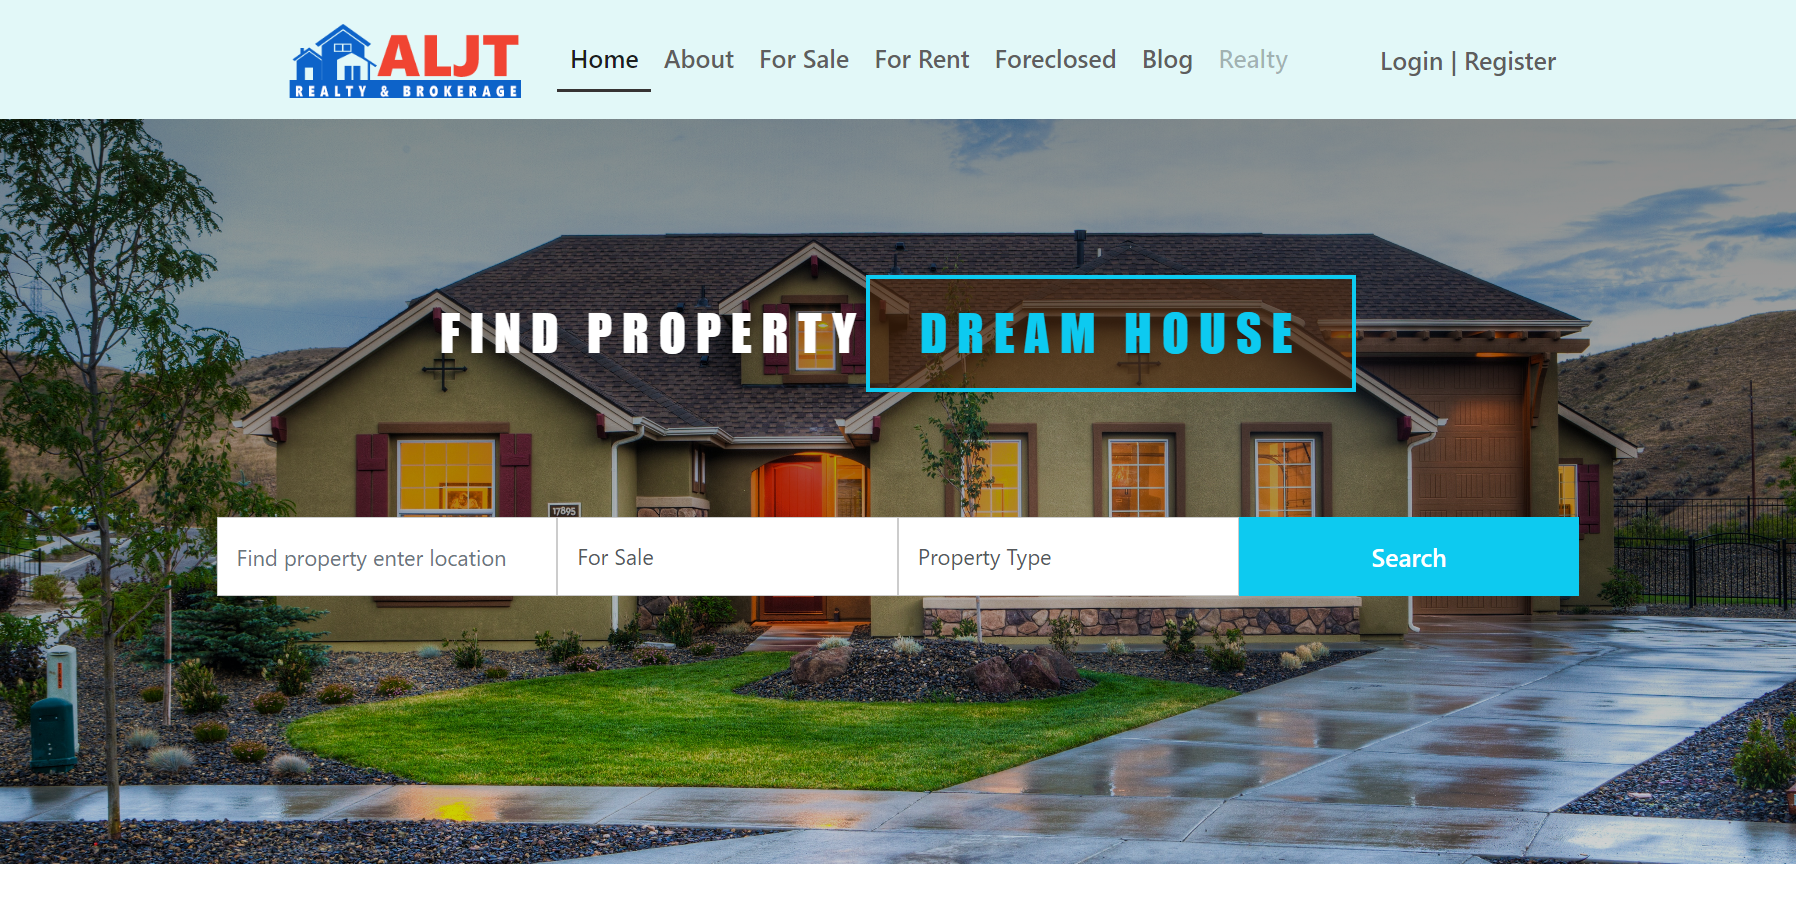 ALJT
REALTY & BROKERAGE
Home About For Sale For Rent Foreclosed Blog Realty
Login | Register
FIND PROPERTY DREAM HOUSE
17895
Find property enter location
For Sale
Property Type
Search